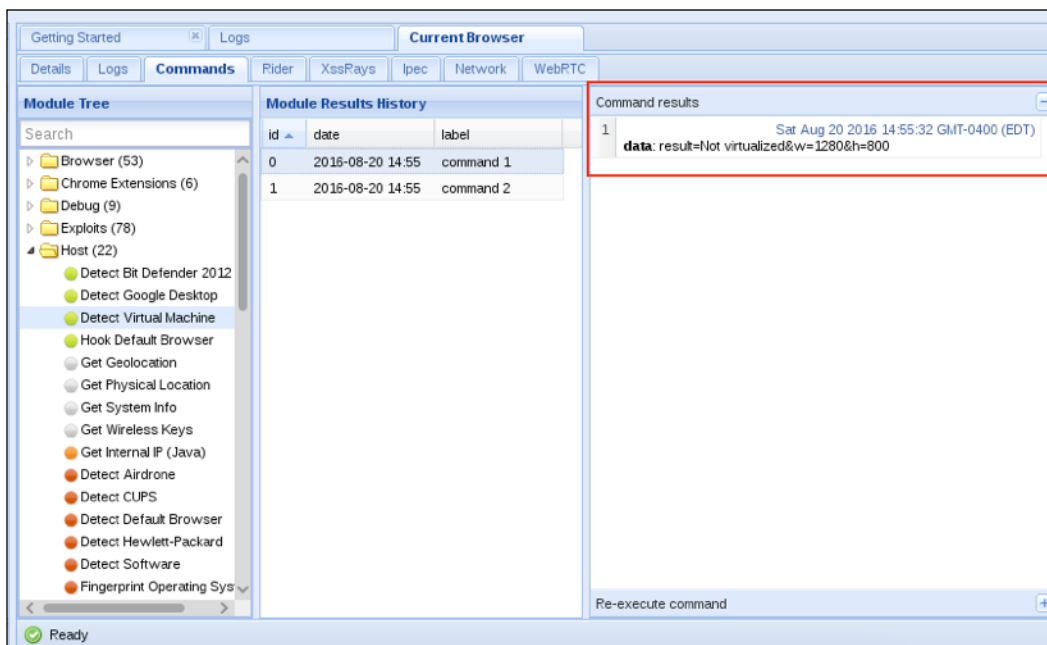 Getting Started
Logs
Current Browser
Details
Logs
Commands
Rider
XssRays
Ipec
Network
WebRTC
Module Tree
Search
Browser (53)
Chrome Extensions (6)
Debug (9)
Exploits (78)
Host (22)
Detect Bit Defender 2012
Detect Google Desktop
Detect Virtual Machine
Hook Default Browser
Get Geolocation
Get Physical Location
Get System Info
Get Wireless Keys
Get Internal IP (Java)
Detect Airdrone
Detect CUPS
Detect Default Browser
Detect Hewlett-Packard
Detect Software
Fingerprint Operating Sys
Module Results History
id date label
0 2016-08-20 14:55 command 1
1 2016-08-20 14:55 command 2
Command results
1 Sat Aug 20 2016 14:55:32 GMT-0400 (EDT)
data: result=Not virtualized&w=1280&h=800
Re-execute command
Ready